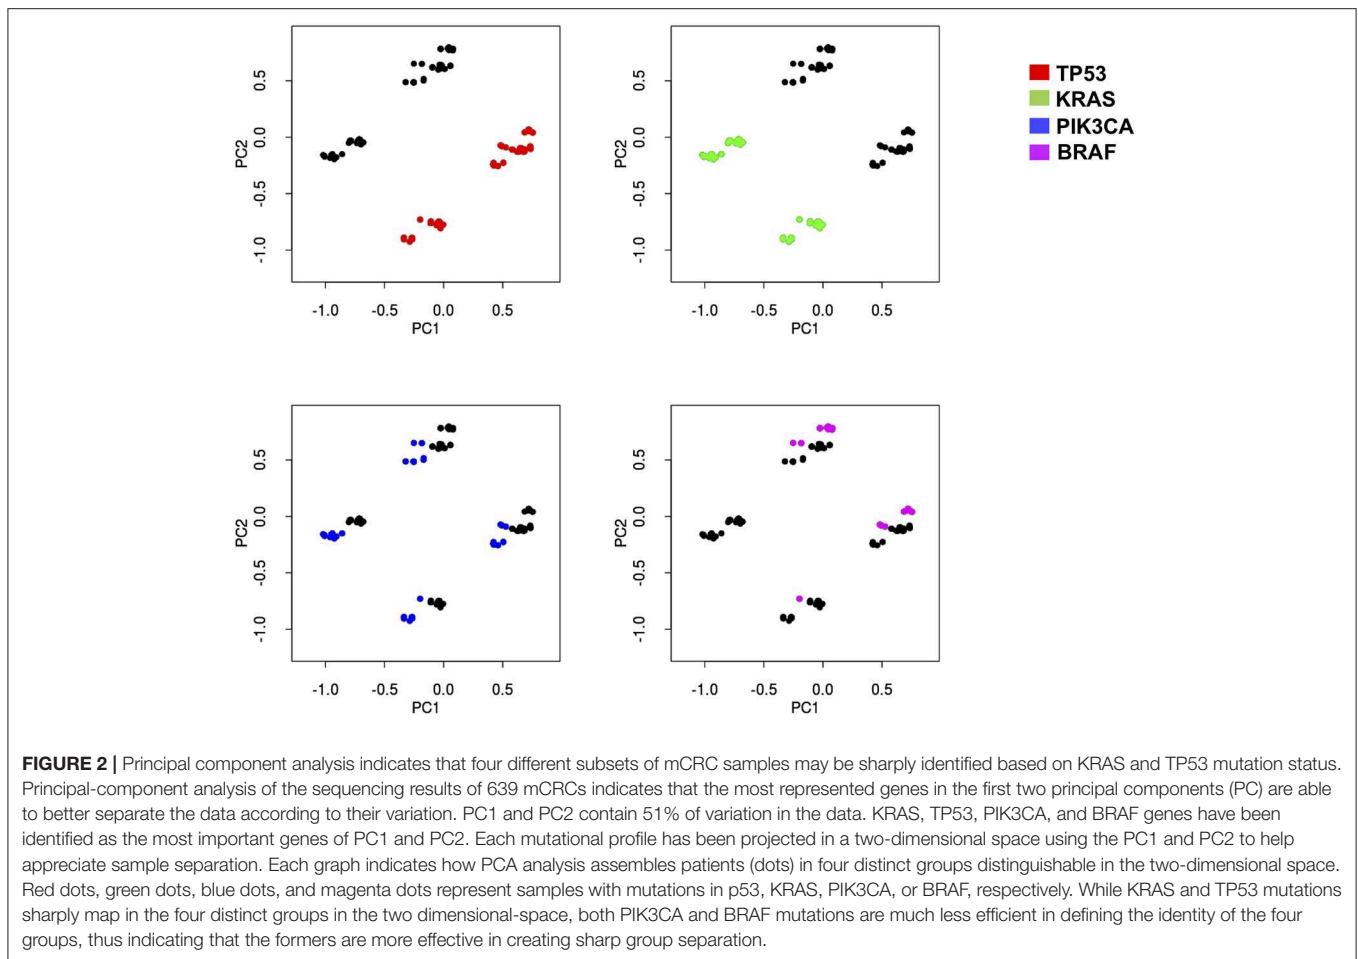 0.5
0.0
-0.5
-1.0
PC2
-1.0 -0.5 0.0 0.5
PC1
0.5
0.0
-0.5
-1.0
PC2
-1.0 -0.5 0.0 0.5
PC1
TP53
KRAS
PIK3CA
BRAF
0.5
0.0
-0.5
-1.0
PC2
-1.0 -0.5 0.0 0.5
PC1
0.5
0.0
-0.5
-1.0
PC2
-1.0 -0.5 0.0 0.5
PC1
FIGURE 2 | Principal component analysis indicates that four different subsets of mCRC samples may be sharply identified based on KRAS and TP53 mutation status.
Principal-component analysis of the sequencing results of 639 mCRCs indicates that the most represented genes in the first two principal components (PC) are able
to better separate the data according to their variation. PC1 and PC2 contain 51% of variation in the data. KRAS, TP53, PIK3CA, and BRAF genes have been
identified as the most important genes of PC1 and PC2. Each mutational profile has been projected in a two-dimensional space using the PC1 and PC2 to help
appreciate sample separation. Each graph indicates how PCA analysis assembles patients (dots) in four distinct groups distinguishable in the two-dimensional space.
Red dots, green dots, blue dots, and magenta dots represent samples with mutations in p53, KRAS, PIK3CA, or BRAF, respectively. While KRAS and TP53 mutations
sharply map in the four distinct groups in the two dimensional-space, both PIK3CA and BRAF mutations are much less efficient in defining the identity of the four
groups, thus indicating that the formers are more effective in creating sharp group separation.